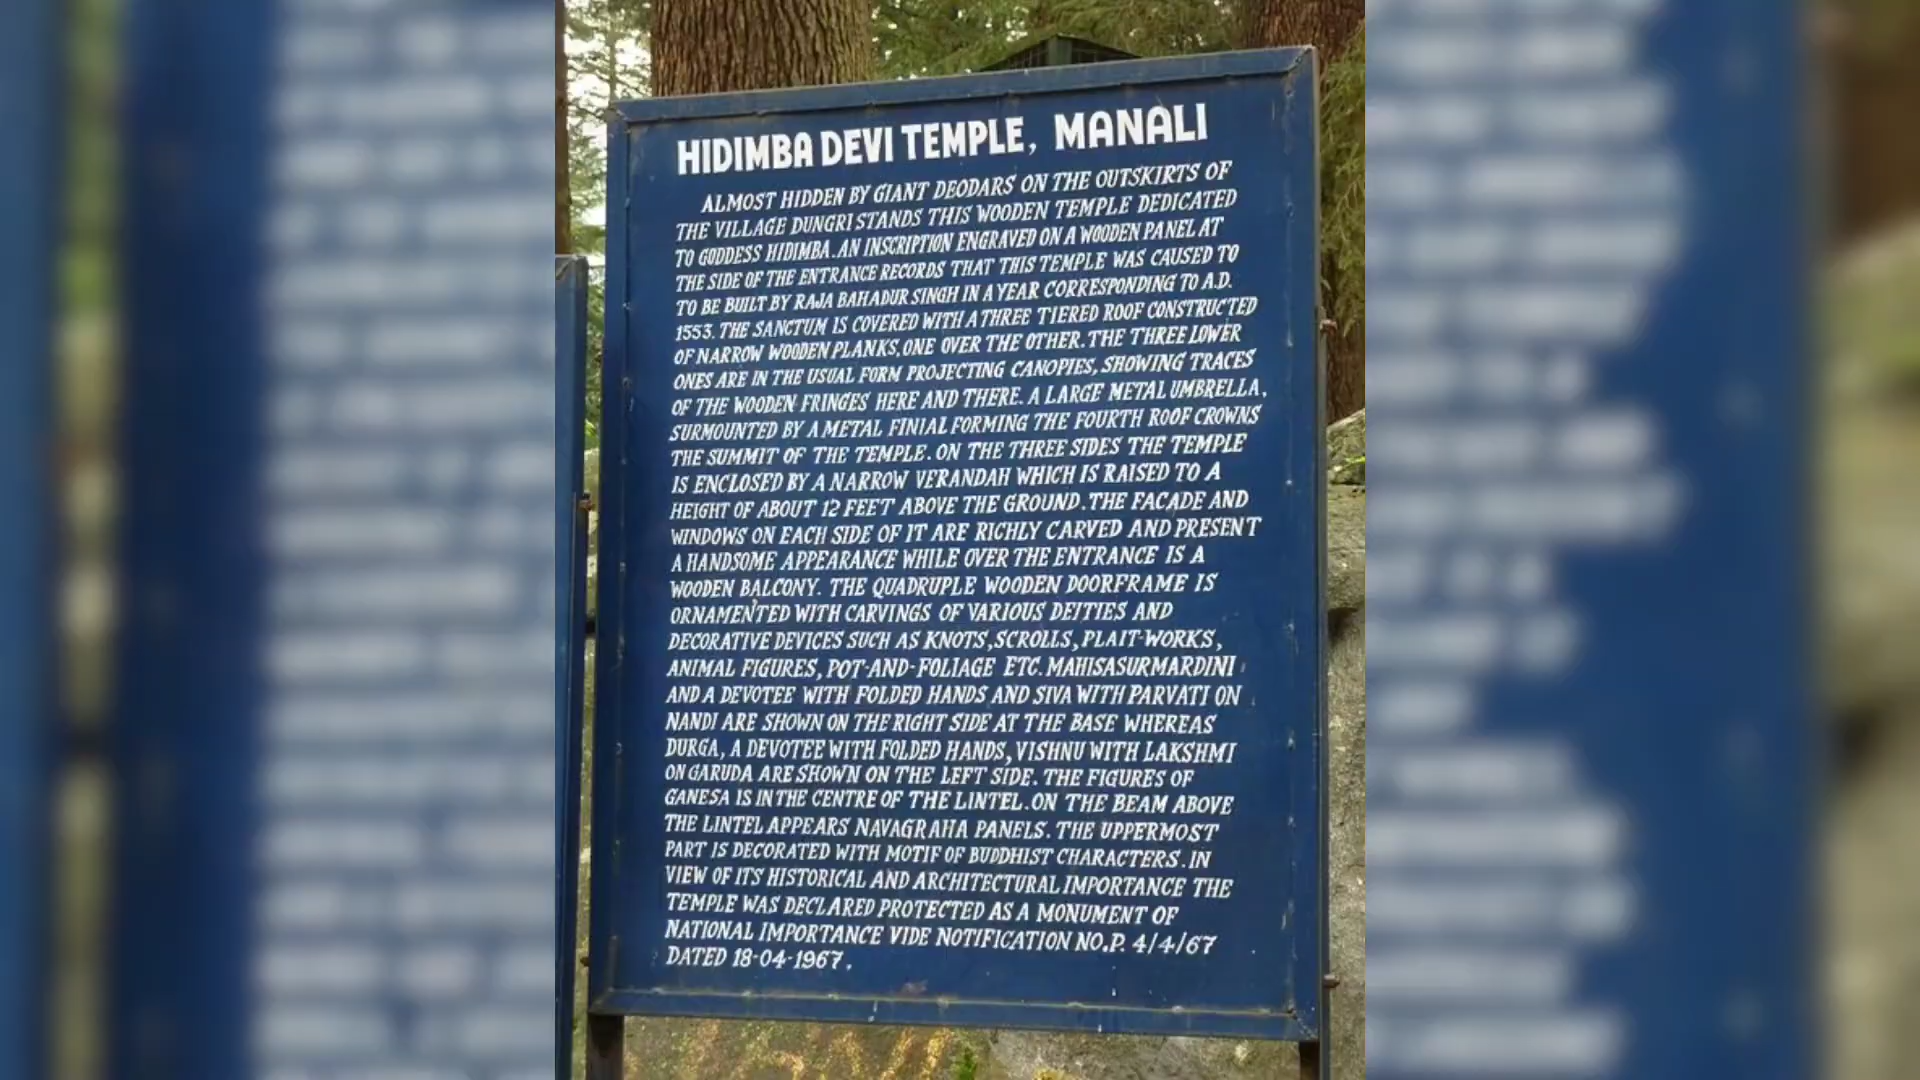 HIDIMBA DEVI TEMPLE, MANALI
ALMOST HIDDEN BY GIANT DEODARS ON THE OUTSKIRTS OF
THE VILLAGE DUNGRI STANDS THIS WOODEN TEMPLE DEDICATED
TO GODDESS HIDIMBA. AN INSCRIPTION ENGRAVED ON A WOODEN PANEL AT
THE SIDE OF THE ENTRANCE RECORDS THAT THIS TEMPLE WAS CAUSED TO
TO BE BUILT BY RAJA BAHADUR SINGH IN A YEAR CORRESPONDING TO A.D.
1553. THE SANCTUM IS COVERED WITH A THREE TIERED ROOF CONSTRUCTED
OF NARROW WOODEN PLANKS, ONE OVER THE OTHER. THE THREE LOWER
ONES ARE IN THE USUAL FORM PROJECTING CANOPIES, SHOWING TRACES
OF THE WOODEN FRINGES HERE AND THERE. A LARGE METAL UMBRELLA,
SURMOUNTED BY A METAL FINIAL FORMING THE FOURTH ROOF CROWNS
THE SUMMIT OF THE TEMPLE. ON THE THREE SIDES THE TEMPLE
IS ENCLOSED BY A NARROW VERANDAH WHICH IS RAISED TO A
HEIGHT OF ABOUT 12 FEET ABOVE THE GROUND. THE FACADE AND
WINDOWS ON EACH SIDE OF IT ARE RICHLY CARVED AND PRESENT
A HANDSOME APPEARANCE WHILE OVER THE ENTRANCE IS A
WOODEN BALCONY. THE QUADRUPLE WOODEN DOORFRAME IS
ORNAMENTED WITH CARVINGS OF VARIOUS DEITIES AND
DECORATIVE DEVICES SUCH AS KNOTS, SCROLLS, PLAIT-WORKS,
ANIMAL FIGURES, POT-AND-FOLIAGE ETC. MAHISASURMARDINI
AND A DEVOTEE WITH FOLDED HANDS AND SIVA WITH PARVATI ON
NANDI ARE SHOWN ON THE RIGHT SIDE AT THE BASE WHEREAS
DURGA, A DEVOTEE WITH FOLDED HANDS, VISHNU WITH LAKSHMI
ON GARUDA ARE SHOWN ON THE LEFT SIDE. THE FIGURES OF
GANESA IS IN THE CENTRE OF THE LINTEL. ON THE BEAM ABOVE
THE LINTEL APPEARS NAVAGRAHA PANELS. THE UPPERMOST
PART IS DECORATED WITH MOTIF OF BUDDHIST CHARACTERS. IN
VIEW OF ITS HISTORICAL AND ARCHITECTURAL IMPORTANCE THE
TEMPLE WAS DECLARED PROTECTED AS A MONUMENT OF
NATIONAL IMPORTANCE VIDE NOTIFICATION NO.P. 4/4/67
DATED 18-04-1967.